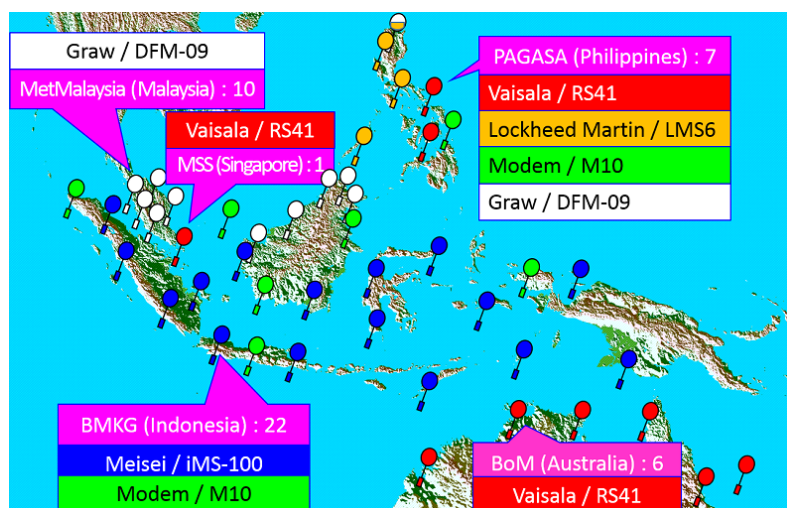 Graw / DFM-09
MetMalaysia (Malaysia) : 10
Vaisala / RS41
MSS (Singapore) : 1
PAGASA (Philippines) : 7
Vaisala / RS41
Lockheed Martin / LMS6
Modem / M10
Graw / DFM-09
BMKG (Indonesia) : 22
Meisei / iMS-100
Modem / M10
BoM (Australia) : 6
Vaisala / RS41